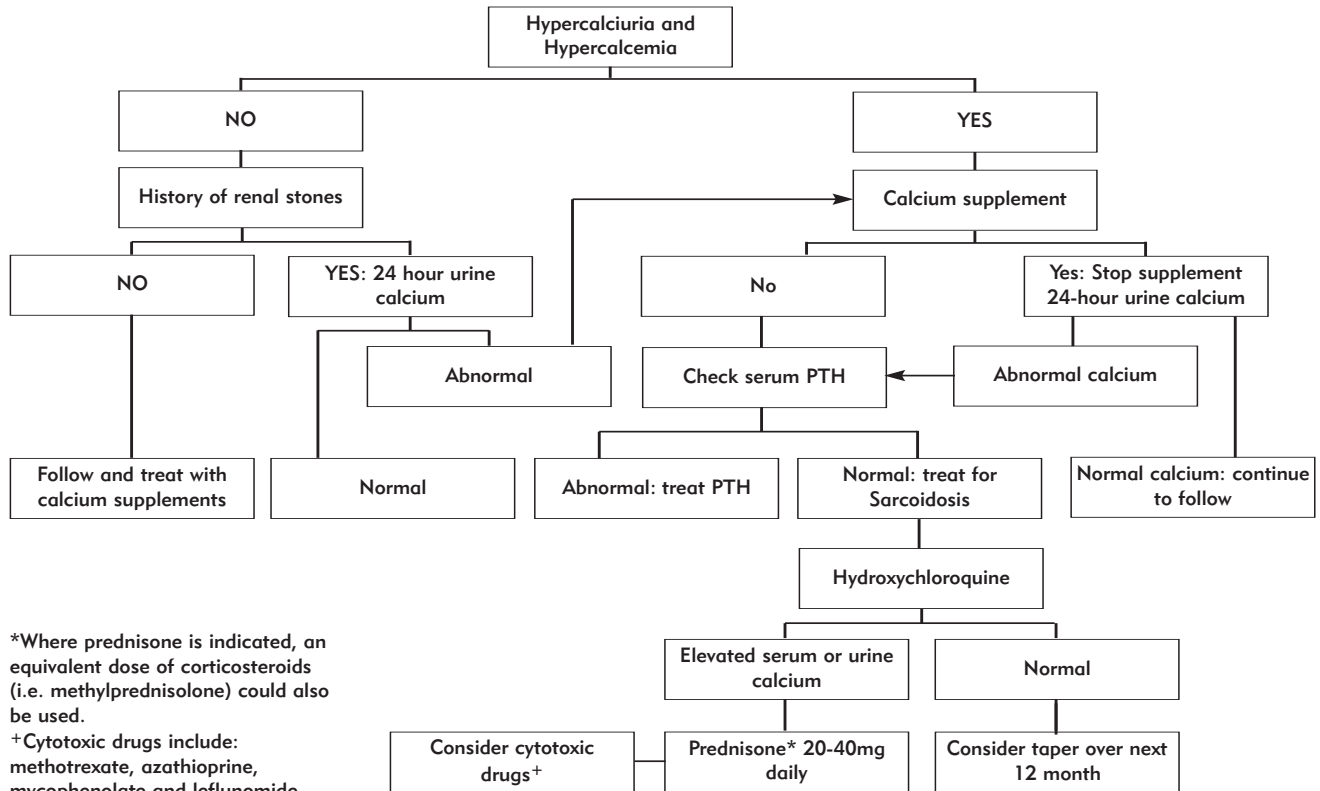 Hypercalciuria and
Hypercalcemia
NO
YES
History of renal stones
Calcium supplement
NO
YES: 24 hour urine
calcium
No
Yes: Stop supplement
24-hour urine calcium
Abnormal
Check serum PTH
Abnormal calcium
Follow and treat with
calcium supplements
Normal
Abnormal: treat PTH
Normal: treat for
Sarcoidosis
Normal calcium: continue
to follow
Hydroxychloroquine
Elevated serum or urine
calcium
Normal
Consider cytotoxic
drugs+
Prednisone* 20-40mg
daily
Consider taper over next
12 month
*Where prednisone is indicated, an
equivalent dose of corticosteroids
(i.e. methylprednisolone) could also
be used.
+Cytotoxic drugs include:
methotrexate, azathioprine,
mycophenolate and leflunomide